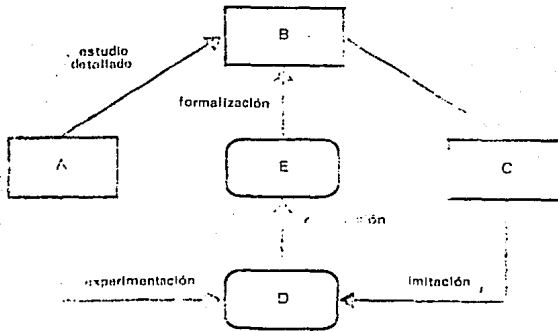 B
estudio
detallado
formalización
A
E
C
experimentación
D
imitación